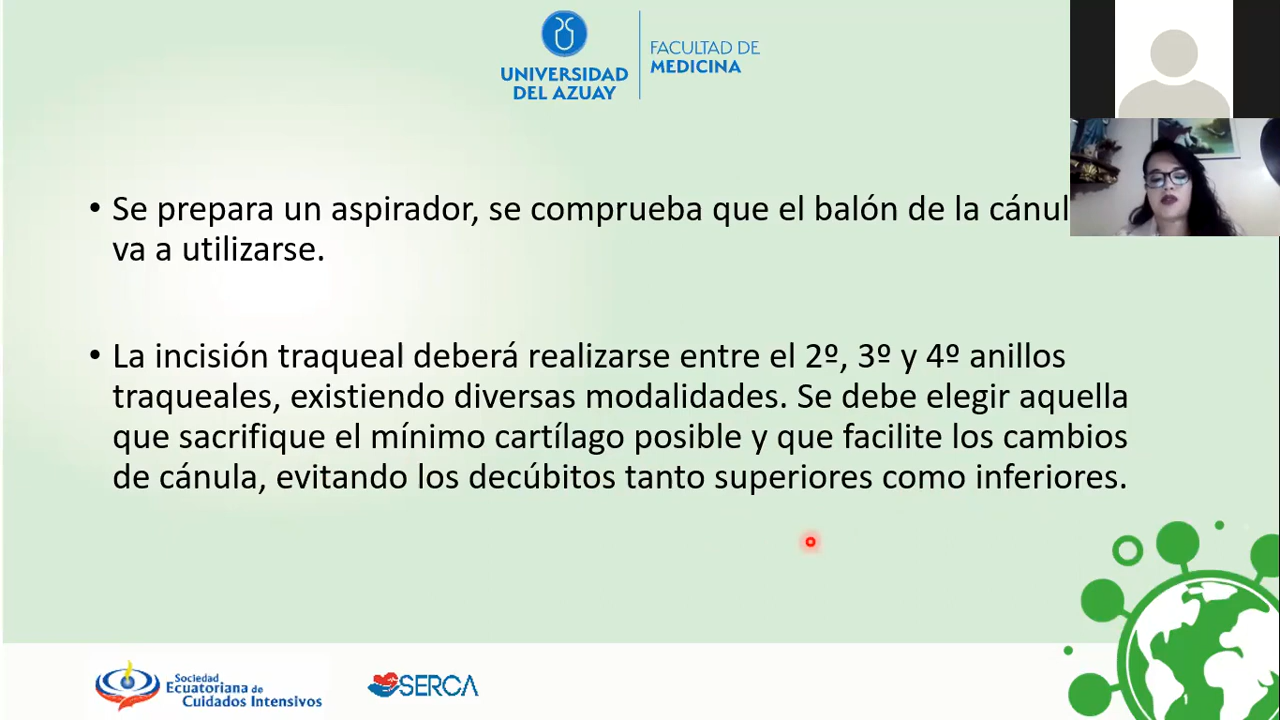 UNIVERSIDAD
DEL AZUAY
FACULTAD DE
MEDICINA
• Se prepara un aspirador, se comprueba que el balón de la
va a utilizarse.
• La incisión traqueal deberá realizarse entre el 2º, 3º y 4º anillos
traqueales, existiendo diversas modalidades. Se debe elegir aquella
que sacrifique el mínimo cartílago posible y que facilite los cambios
de cánula, evitando los decúbitos tanto superiores como inferiores.
Sociedad
Ecuatoriana de
Cuidados Intensivos
SERCA